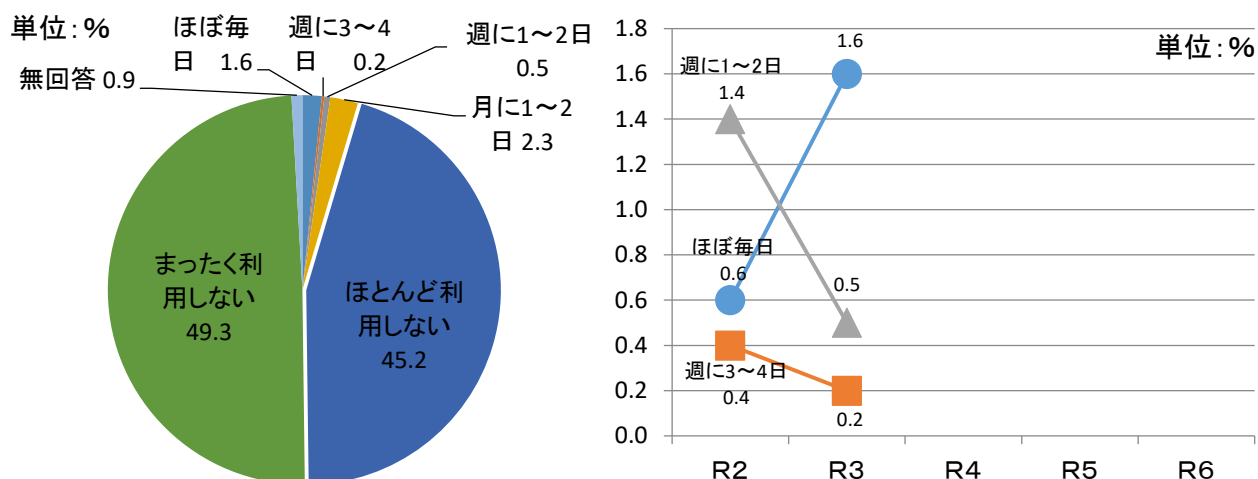 単位：%
ほぼ毎
日 1.6
週に3～4
日 0.2
週に1～2日
0.5
無回答 0.9
月に1～2
日 2.3
まったく利
用しない
49.3
ほとんど利
用しない
45.2
単位：%
1.8
1.6
1.4
1.2
1.0
0.8
0.6
0.4
0.2
0.0
1.6
週に1～2日
1.4
ほぼ毎日
0.6
0.5
週に3～4日
0.4
0.2
R2
R3
R4
R5
R6